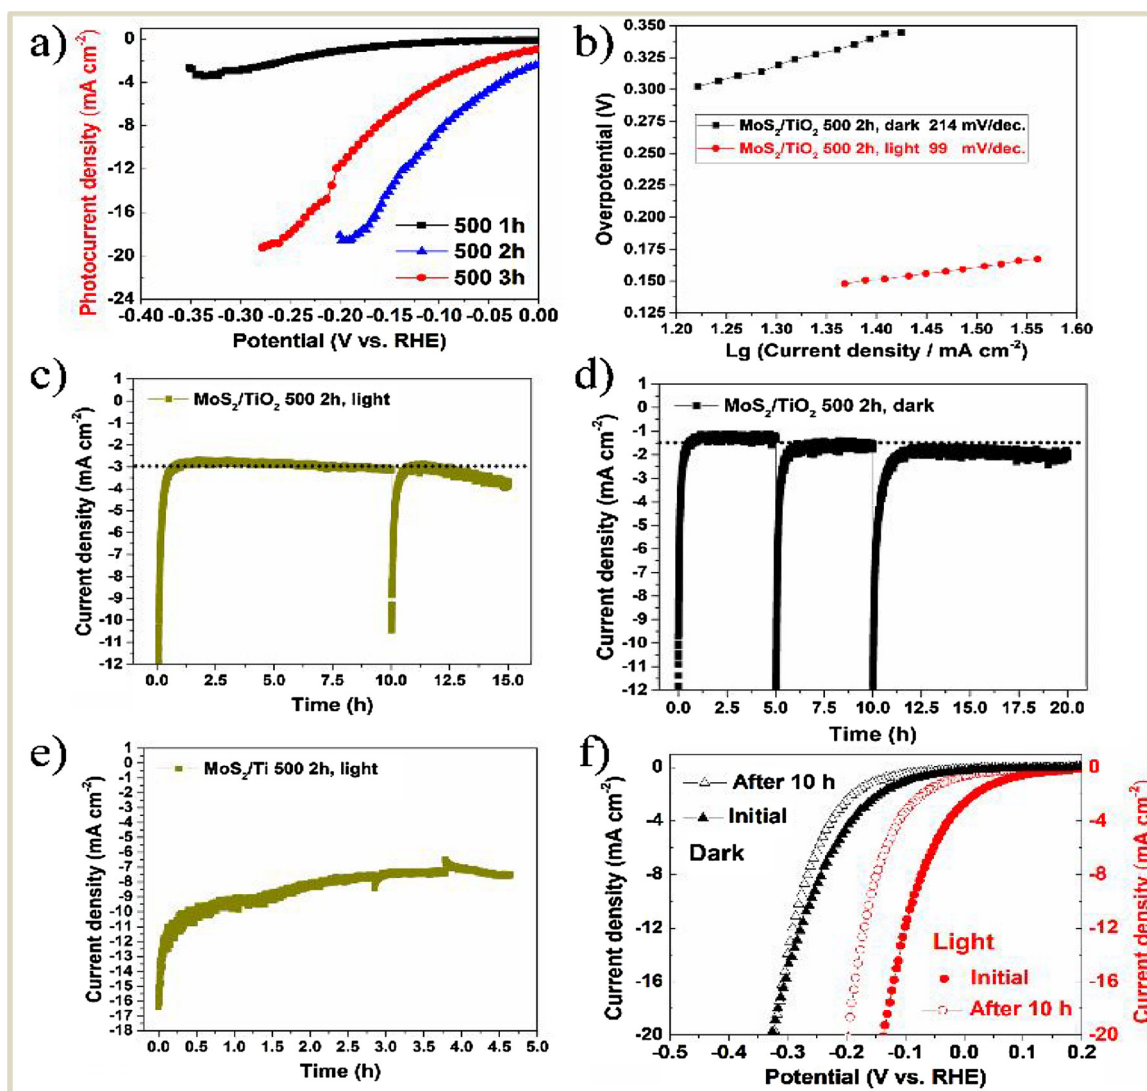 a)
Photocurrent density (mA cm⁻²)
0
-4
-8
-12
-16
-20
-24
500 1h
500 2h
500 3h
-0.40 -0.35 -0.30 -0.25 -0.20 -0.15 -0.10 -0.05 0.00
Potential (V vs. RHE)
b)
Overpotential (V)
0.350
0.325
0.300
0.275
0.250
0.225
0.200
0.175
0.150
0.125
MoS₂/TiO₂ 500 2h, dark 214 mV/dec.
MoS₂/TiO₂ 500 2h, light 99 mV/dec.
1.20 1.25 1.30 1.35 1.40 1.45 1.50 1.55 1.60
Lg (Current density / mA cm⁻²)
c)
Current density (mA cm⁻²)
1
0
-1
-2
-3
-4
-5
-6
-7
-8
-9
-10
-11
-12
MoS₂/TiO₂ 500 2h, light
0.0 2.5 5.0 7.5 10.0 12.5 15.0
Time (h)
d)
Current density (mA cm⁻²)
1
0
-1
-2
-3
-4
-5
-6
-7
-8
-9
-10
-11
-12
MoS₂/TiO₂ 500 2h, dark
0.0 2.5 5.0 7.5 10.0 12.5 15.0 17.5 20.0
Time (h)
e)
Current density (mA cm⁻²)
1
0
-1
-2
-3
-4
-5
-6
-7
-8
-9
-10
-11
-12
-13
-14
-15
-16
-17
-18
MoS₂/Ti 500 2h, light
0.0 0.5 1.0 1.5 2.0 2.5 3.0 3.5 4.0 4.5 5.0
Time (h)
f)
Current density (mA cm⁻²)
0
-4
-8
-12
-16
-20
After 10 h
Initial
Dark
Light
Initial
After 10 h
0
-4
-8
-12
-16
-20
Current density (mA cm⁻²)
-0.5 -0.4 -0.3 -0.2 -0.1 0.0 0.1 0.2
Potential (V vs. RHE)